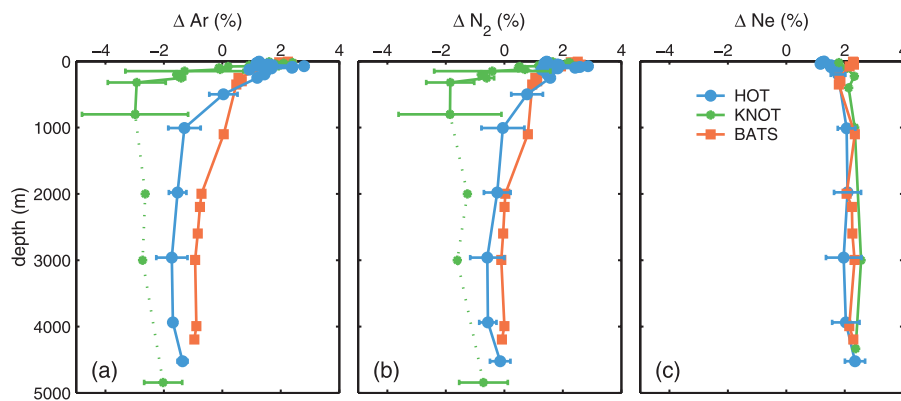 Δ Ar (%)
Δ N2 (%)
Δ Ne (%)
−4 −2 0 2 4
−4 −2 0 2 4
−4 −2 0 2 4
0
1000
2000
3000
4000
5000
depth (m)
HOT
KNOT
BATS
(a)
(b)
(c)